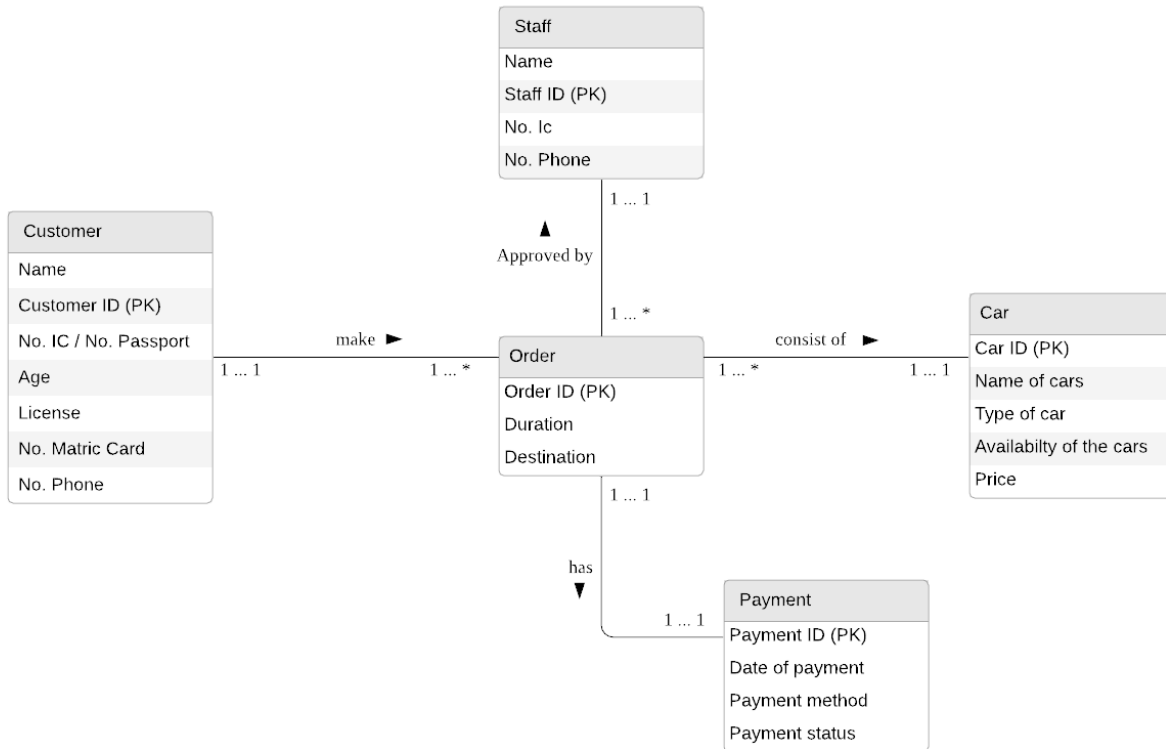 Staff
Name
Staff ID (PK)
No. Ic
No. Phone
1 ... 1
Approved by
1 ... *
Customer
Name
Customer ID (PK)
No. IC / No. Passport
Age
License
No. Matric Card
No. Phone
make
1 ... 1
1 ... *
Order
Order ID (PK)
Duration
Destination
consist of
1 ... *
1 ... 1
Car
Car ID (PK)
Name of cars
Type of car
Availabilty of the cars
Price
1 ... 1
has
1 ... 1
Payment
Payment ID (PK)
Date of payment
Payment method
Payment status